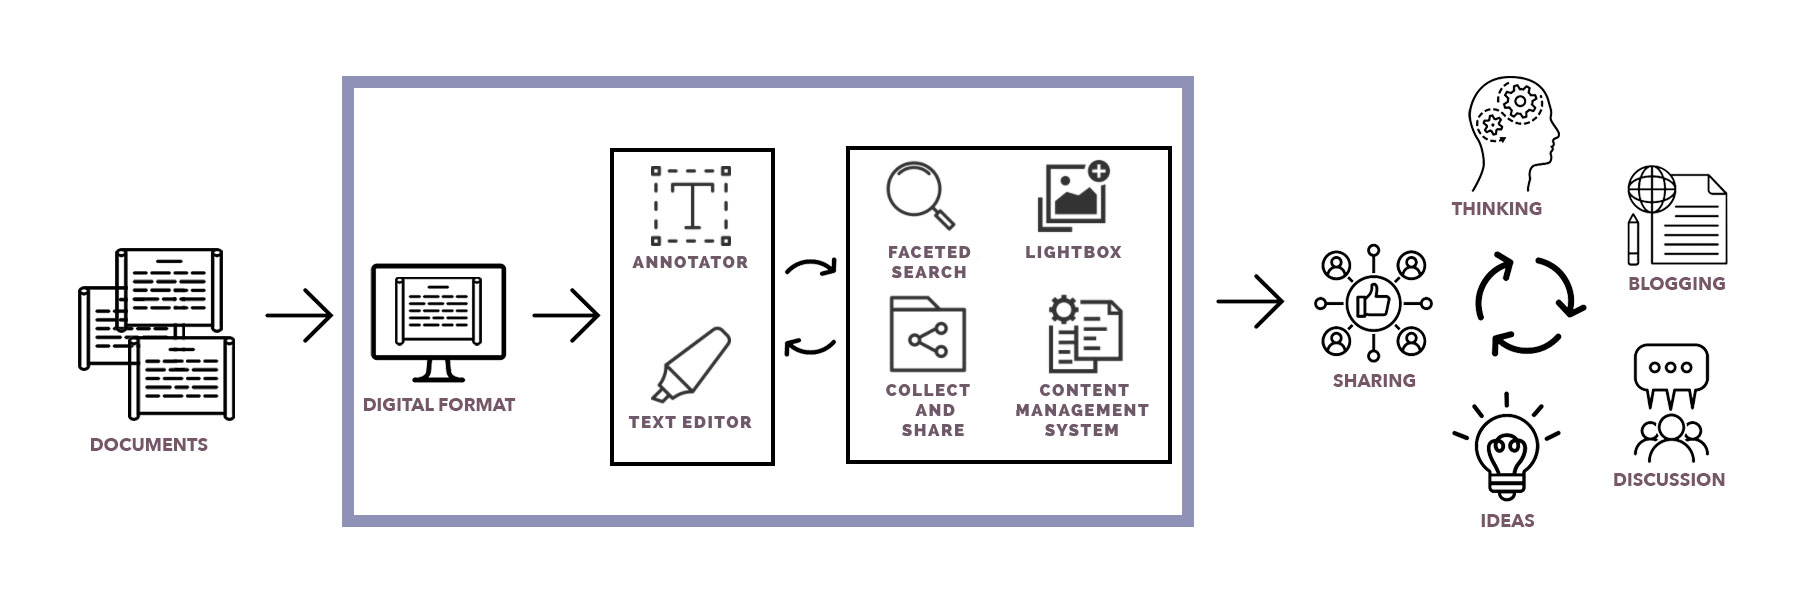 DOCUMENTS
DIGITAL FORMAT
T
ANNOTATOR
TEXT EDITOR
FACETED
SEARCH
LIGHTBOX
COLLECT
AND
SHARE
CONTENT
MANAGEMENT
SYSTEM
THINKING
BLOGGING
SHARING
DISCUSSION
IDEAS